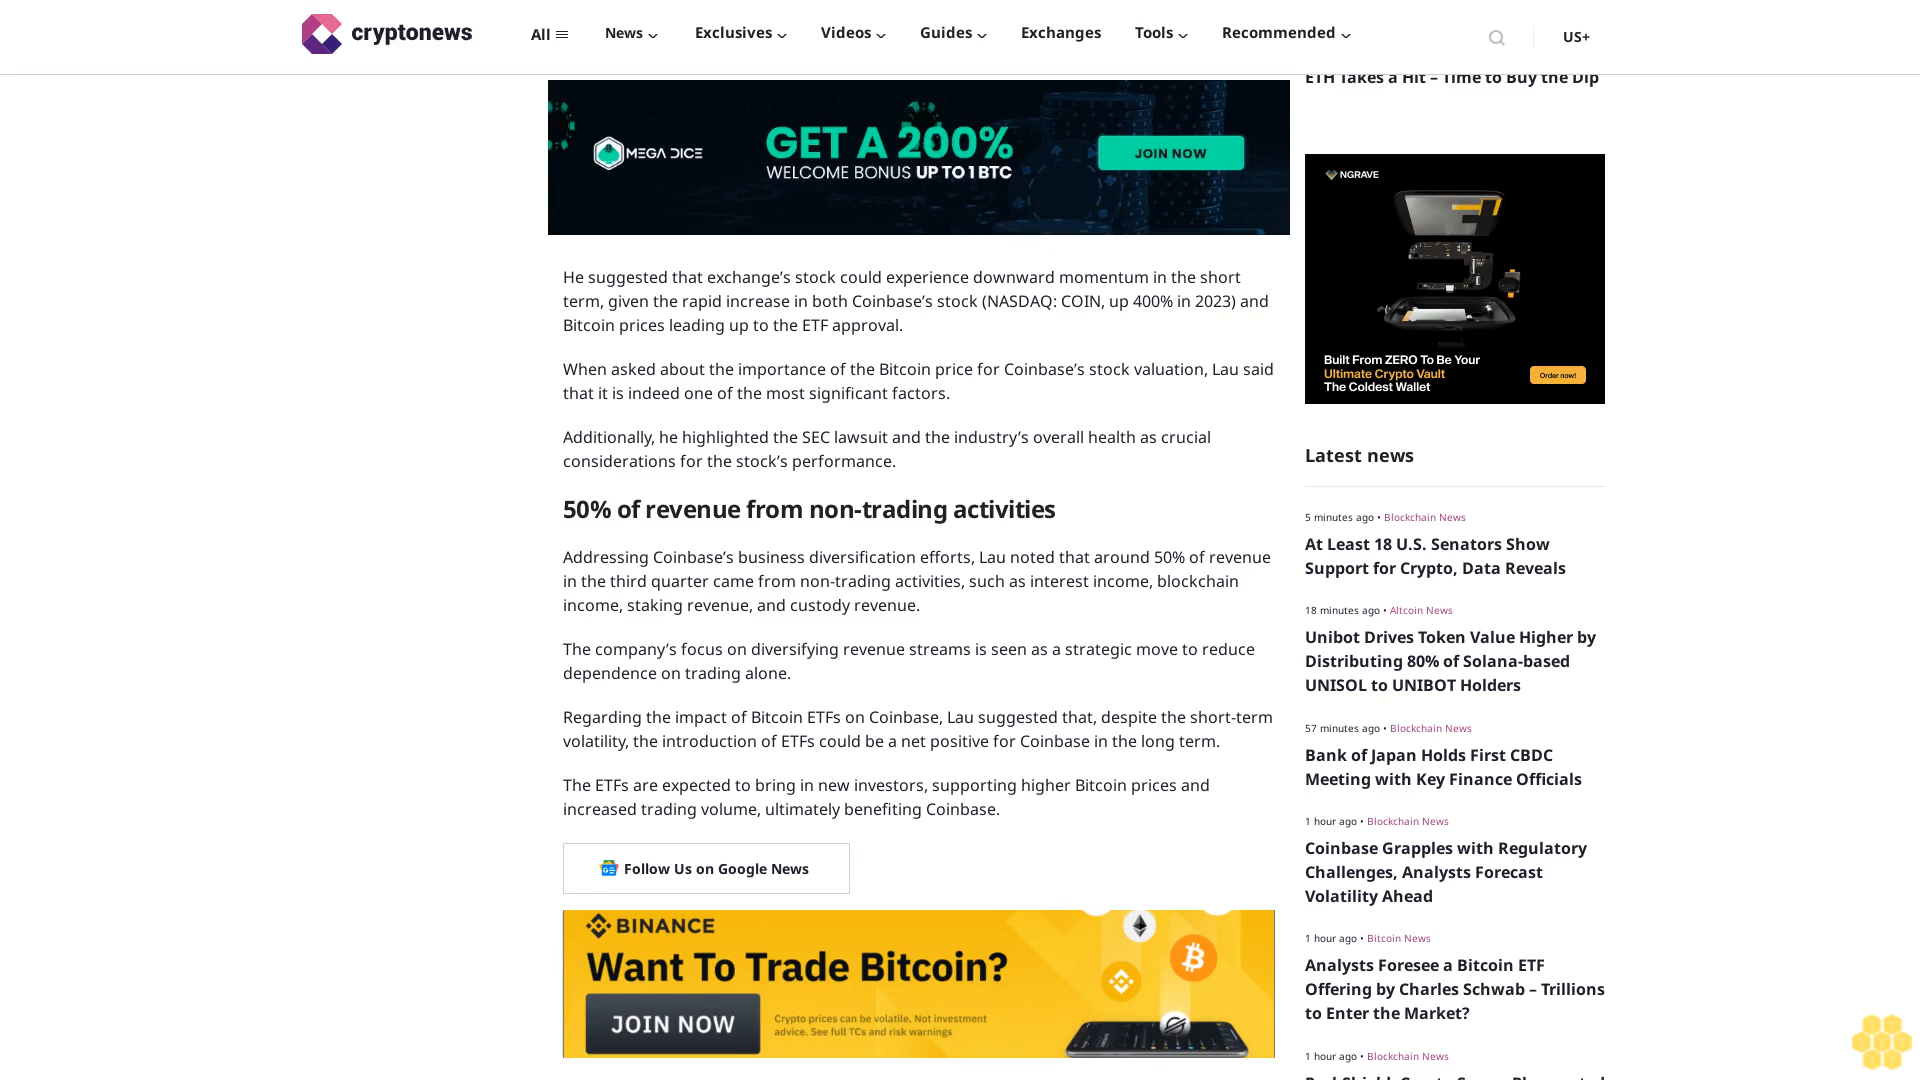 cryptonews
All
News
Exclusives
Videos
Guides
Exchanges
Tools
Recommended
US+
MEGA DICE
GET A 200%
WELCOME BONUS UP TO 1 BTC
JOIN NOW
He suggested that exchange’s stock could experience downward momentum in the short
term, given the rapid increase in both Coinbase’s stock (NASDAQ: COIN, up 400% in 2023) and
Bitcoin prices leading up to the ETF approval.
When asked about the importance of the Bitcoin price for Coinbase’s stock valuation, Lau said
that it is indeed one of the most significant factors.
Additionally, he highlighted the SEC lawsuit and the industry’s overall health as crucial
considerations for the stock’s performance.
50% of revenue from non-trading activities
Addressing Coinbase’s business diversification efforts, Lau noted that around 50% of revenue
in the third quarter came from non-trading activities, such as interest income, blockchain
income, staking revenue, and custody revenue.
The company’s focus on diversifying revenue streams is seen as a strategic move to reduce
dependence on trading alone.
Regarding the impact of Bitcoin ETFs on Coinbase, Lau suggested that, despite the short-term
volatility, the introduction of ETFs could be a net positive for Coinbase in the long term.
The ETFs are expected to bring in new investors, supporting higher Bitcoin prices and
increased trading volume, ultimately benefiting Coinbase.
Follow Us on Google News
BINANCE
Want To Trade Bitcoin?
JOIN NOW
Crypto prices can be volatile. Not investment
advice. See full TCs and risk warnings
ETH Takes a Hit – Time to Buy the Dip
NGRAVE
Built From ZERO To Be Your
Ultimate Crypto Vault
The Coldest Wallet
Order now!
Latest news
5 minutes ago • Blockchain News
At Least 18 U.S. Senators Show
Support for Crypto, Data Reveals
18 minutes ago • Altcoin News
Unibot Drives Token Value Higher by
Distributing 80% of Solana-based
UNISOL to UNIBOT Holders
57 minutes ago • Blockchain News
Bank of Japan Holds First CBDC
Meeting with Key Finance Officials
1 hour ago • Blockchain News
Coinbase Grapples with Regulatory
Challenges, Analysts Forecast
Volatility Ahead
1 hour ago • Bitcoin News
Analysts Foresee a Bitcoin ETF
Offering by Charles Schwab – Trillions
to Enter the Market?
1 hour ago • Blockchain News